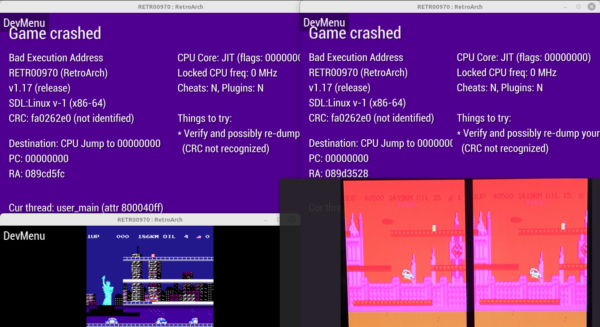 RETR00970 : RetroArch
DevMenu
Game crashed
Bad Execution Address
RETR00970 (RetroArch)
v1.17 (release)
SDL:Linux v-1 (x86-64)
CRC: fa0262e0 (not identified)
Destination: CPU Jump to 00000000
PC: 00000000
RA: 089cd5fc
Cur thread: user_main (attr 800040ff)
CPU Core: JIT (flags: 00000000)
Locked CPU freq: 0 MHz
Cheats: N, Plugins: N
Things to try:
* Verify and possibly re-dump
(CRC not recognized)
RETR00970 : RetroArch
DevMenu
Game crashed
Bad Execution Address
RETR00970 (RetroArch)
v1.17 (release)
SDL:Linux v-1 (x86-64)
CRC: fa0262e0 (not identified)
Destination: CPU Jump to 0000000
PC: 00000000
RA: 089d3528
CPU Core: JIT (flags: 00000000)
Locked CPU freq: 0 MHz
Cheats: N, Plugins: N
Things to try:
* Verify and possibly re-dump your
(CRC not recognized)
RETR00970 : RetroArch
DevMenu
1UP 000 186KM OIL 4 0